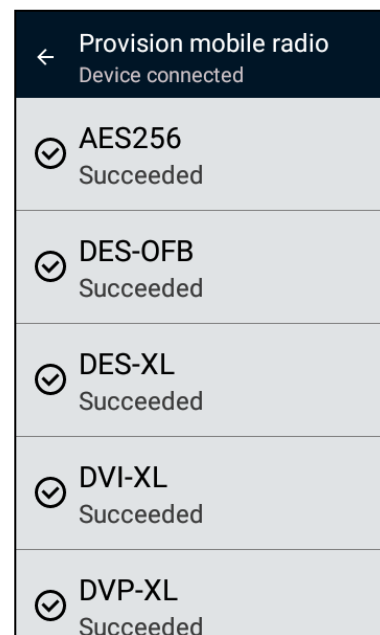 Provision mobile radio
Device connected
AES256
Succeeded
DES-OFB
Succeeded
DES-XL
Succeeded
DVI-XL
Succeeded
DVP-XL
Succeeded